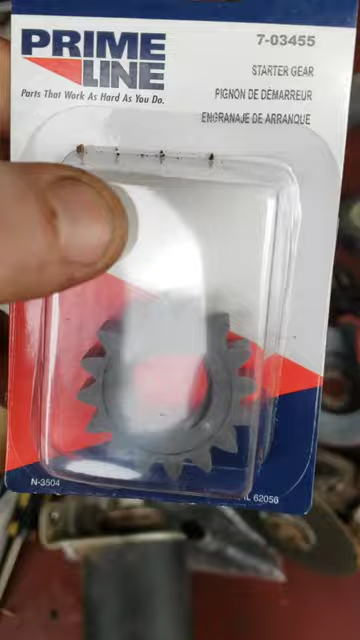 PRIME
LINE
Parts That Work As Hard As You Do.
7-03455
STARTER GEAR
PIGNON DE DÉMARREUR
ENGRANAJE DE ARRANQUE
N-3504
IL 62056